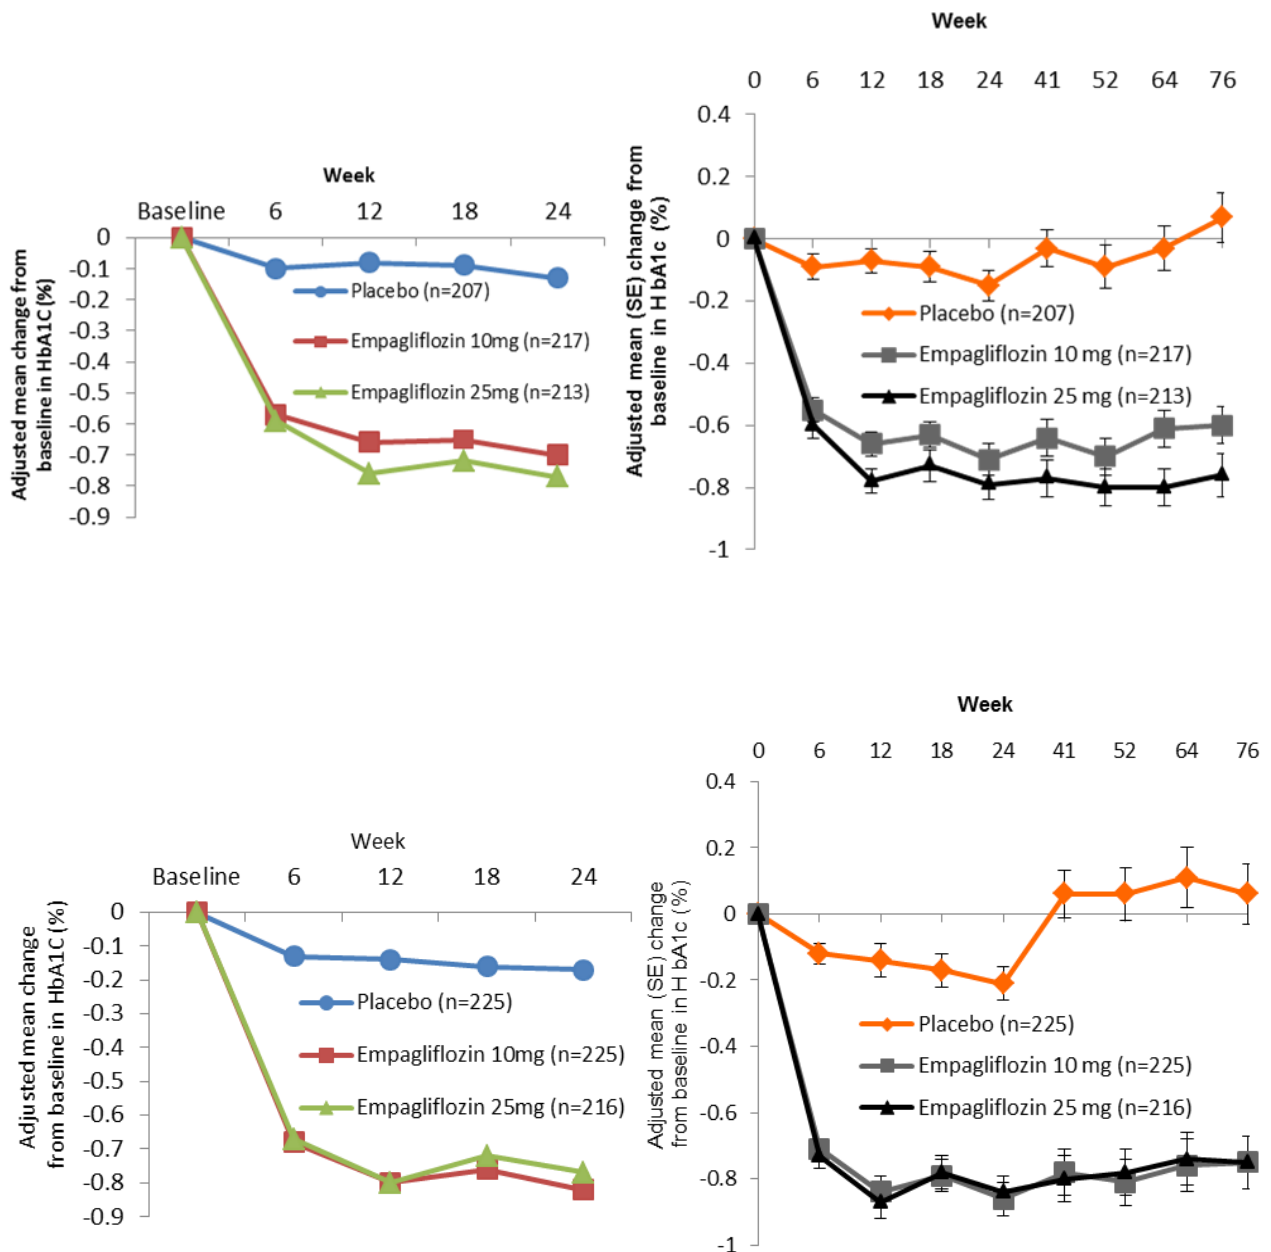 Week
Baseline 6 12 18 24
0
-0.1
-0.2
-0.3
-0.4
-0.5
-0.6
-0.7
-0.8
-0.9
Adjusted mean change from
baseline in HbA1C (%)
Placebo (n=207)
Empagliflozin 10mg (n=217)
Empagliflozin 25mg (n=213)
Week
0 6 12 18 24 41 52 64 76
0.4
0.2
0
-0.2
-0.4
-0.6
-0.8
-1
Adjusted mean (SE) change from
baseline in H bA1c (%)
Placebo (n=207)
Empagliflozin 10 mg (n=217)
Empagliflozin 25 mg (n=213)
Week
Baseline 6 12 18 24
0
-0.1
-0.2
-0.3
-0.4
-0.5
-0.6
-0.7
-0.8
-0.9
Adjusted mean change
from baseline in HbA1C (%)
Placebo (n=225)
Empagliflozin 10mg (n=225)
Empagliflozin 25mg (n=216)
Week
0 6 12 18 24 41 52 64 76
0.4
0.2
0
-0.2
-0.4
-0.6
-0.8
-1
Adjusted mean (SE) change
from baseline in H bA1c (%)
Placebo (n=225)
Empagliflozin 10 mg (n=225)
Empagliflozin 25 mg (n=216)